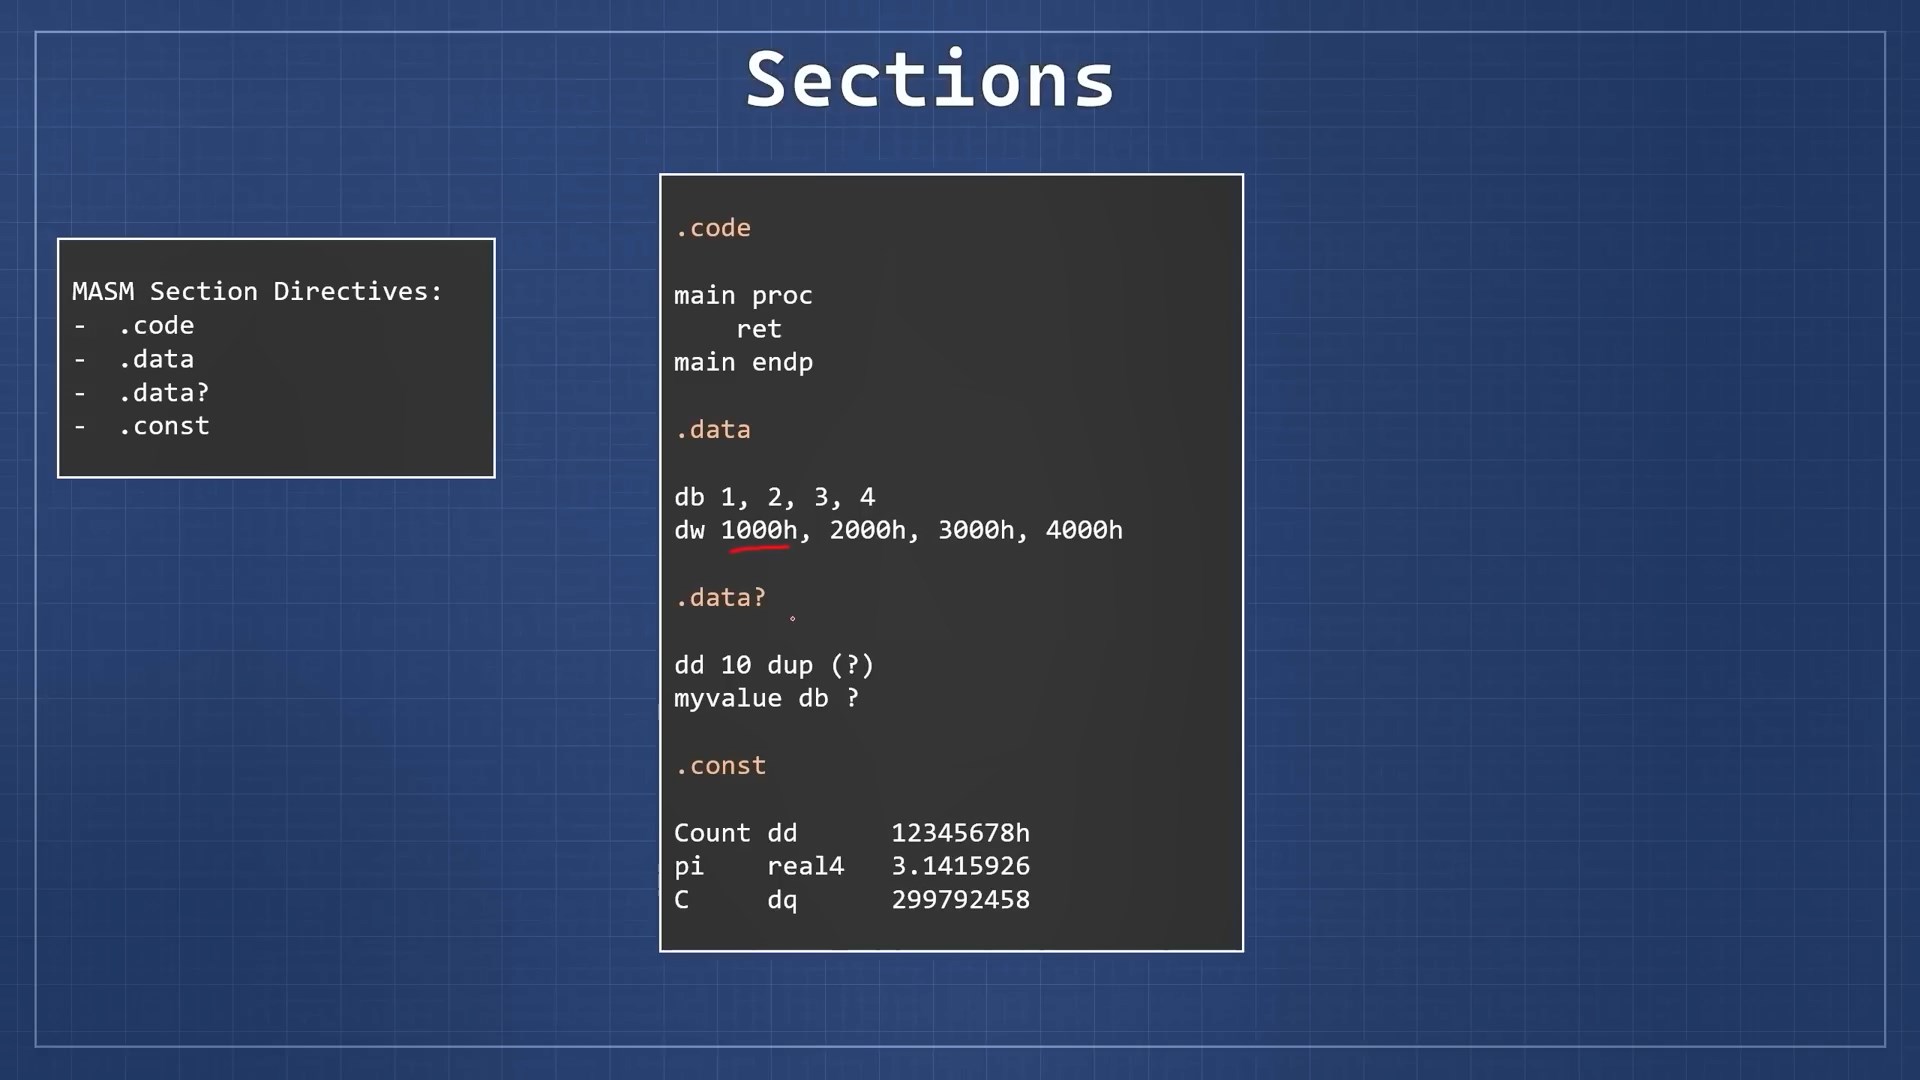 Sections
MASM Section Directives:
- .code
- .data
- .data?
- .const
.code
main proc
ret
main endp
.data
db 1, 2, 3, 4
dw 1000h, 2000h, 3000h, 4000h
.data?
dd 10 dup (?)
myvalue db ?
.const
Count dd 12345678h
pi real4 3.1415926
C dq 299792458